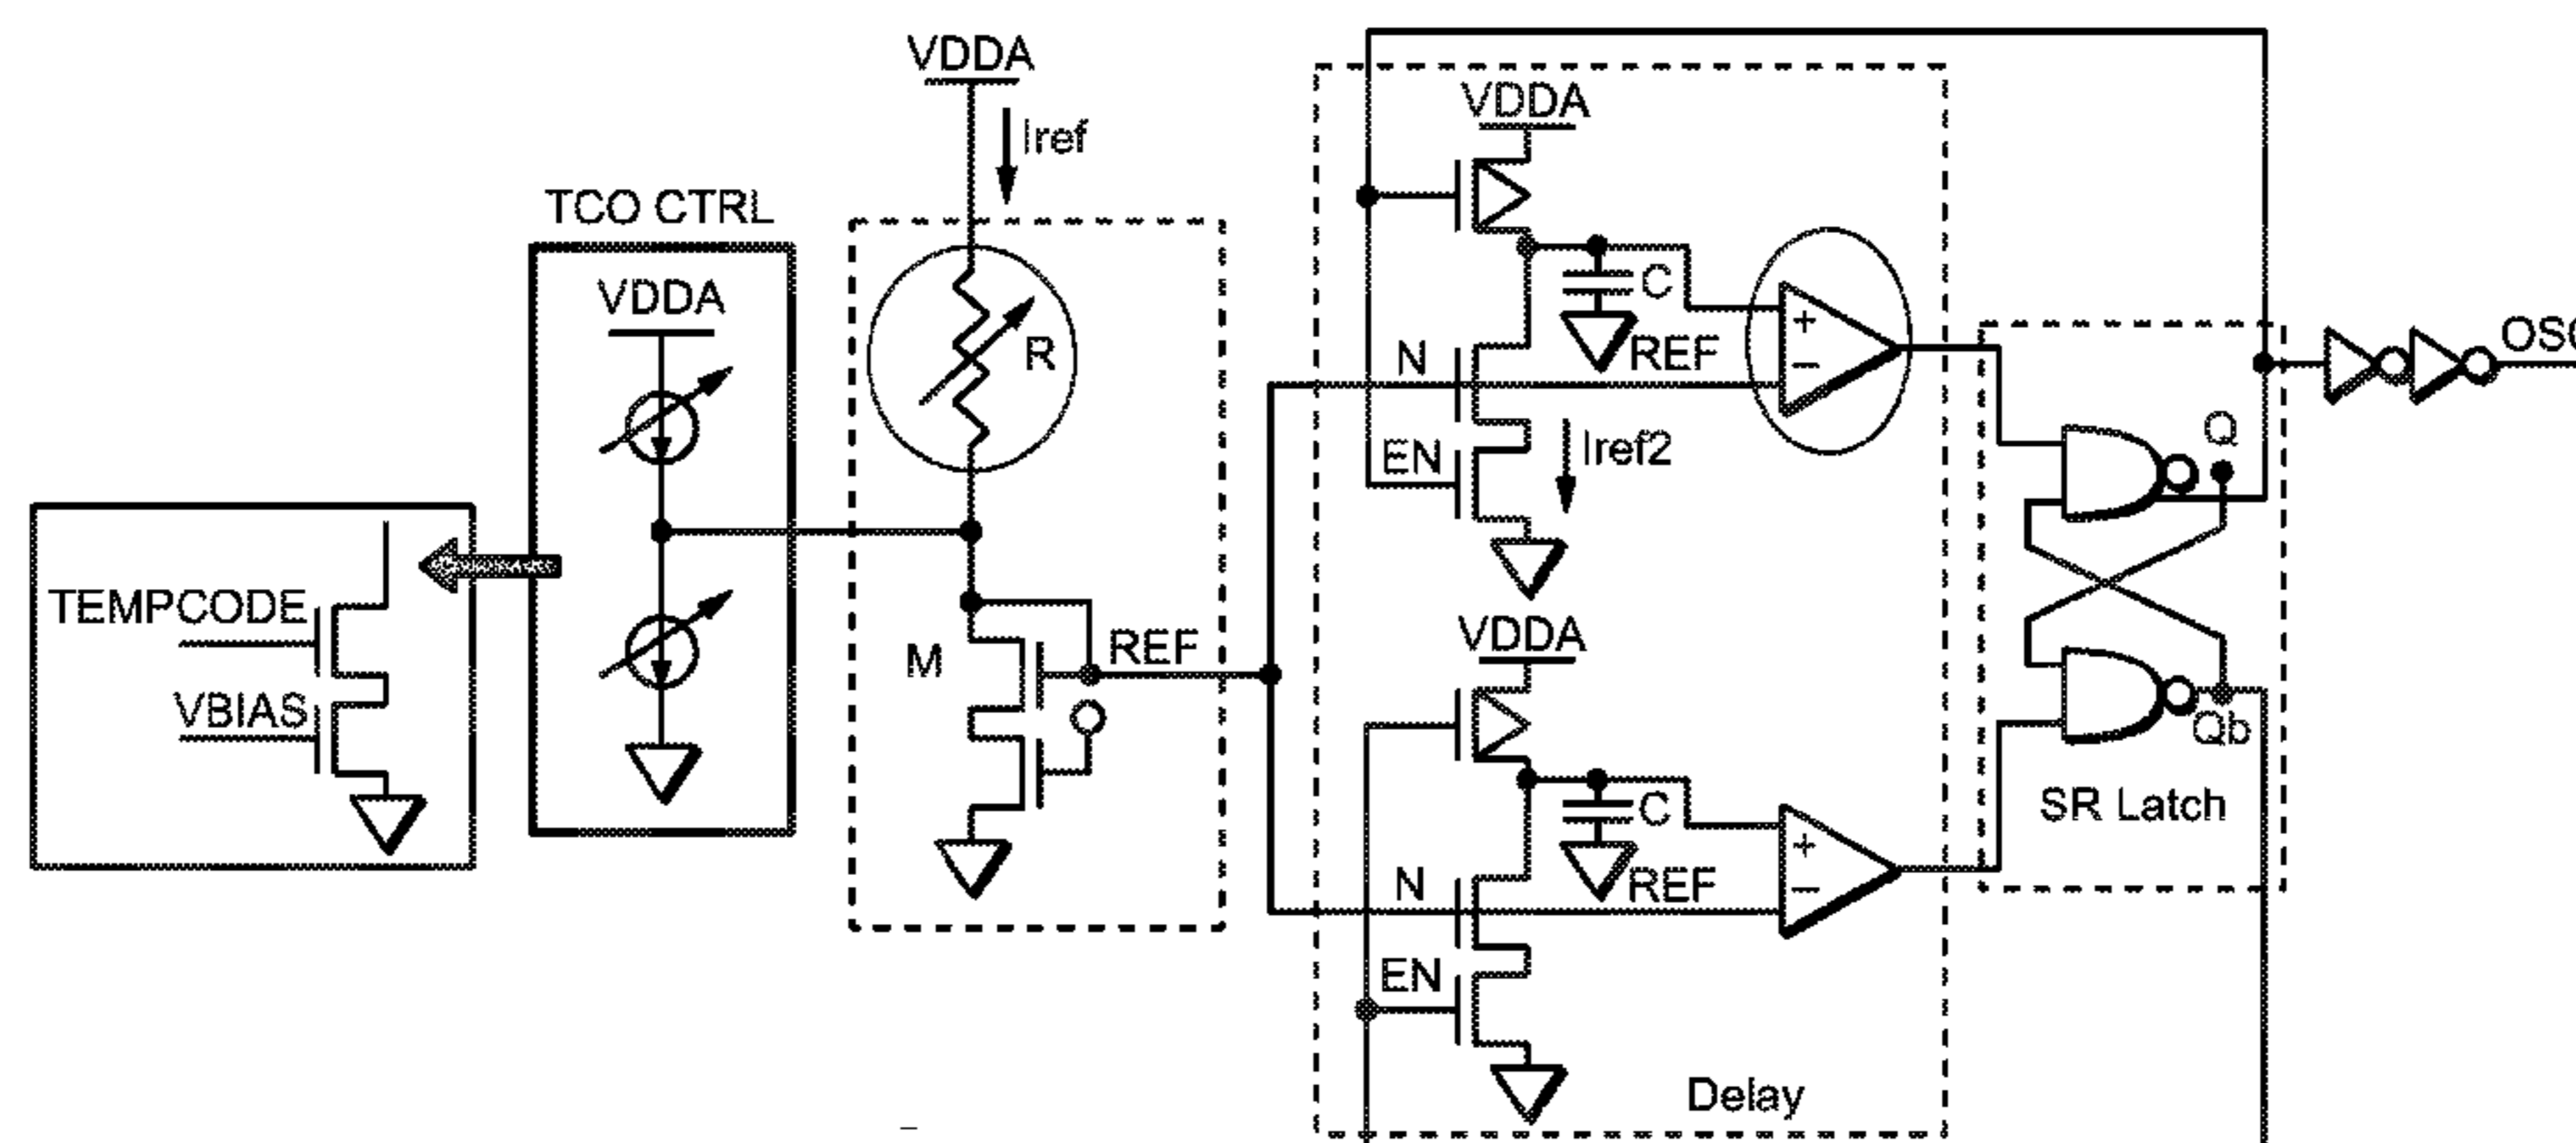 VDDA
Iref
TCO CTRL
VDDA
R
TEMPCODE
VBIAS
M
REF
VDDA
C
REF
N
EN
Iref2
+
−
VDDA
C
REF
N
EN
+
−
Delay
Q
Qb
SR Latch
OSC